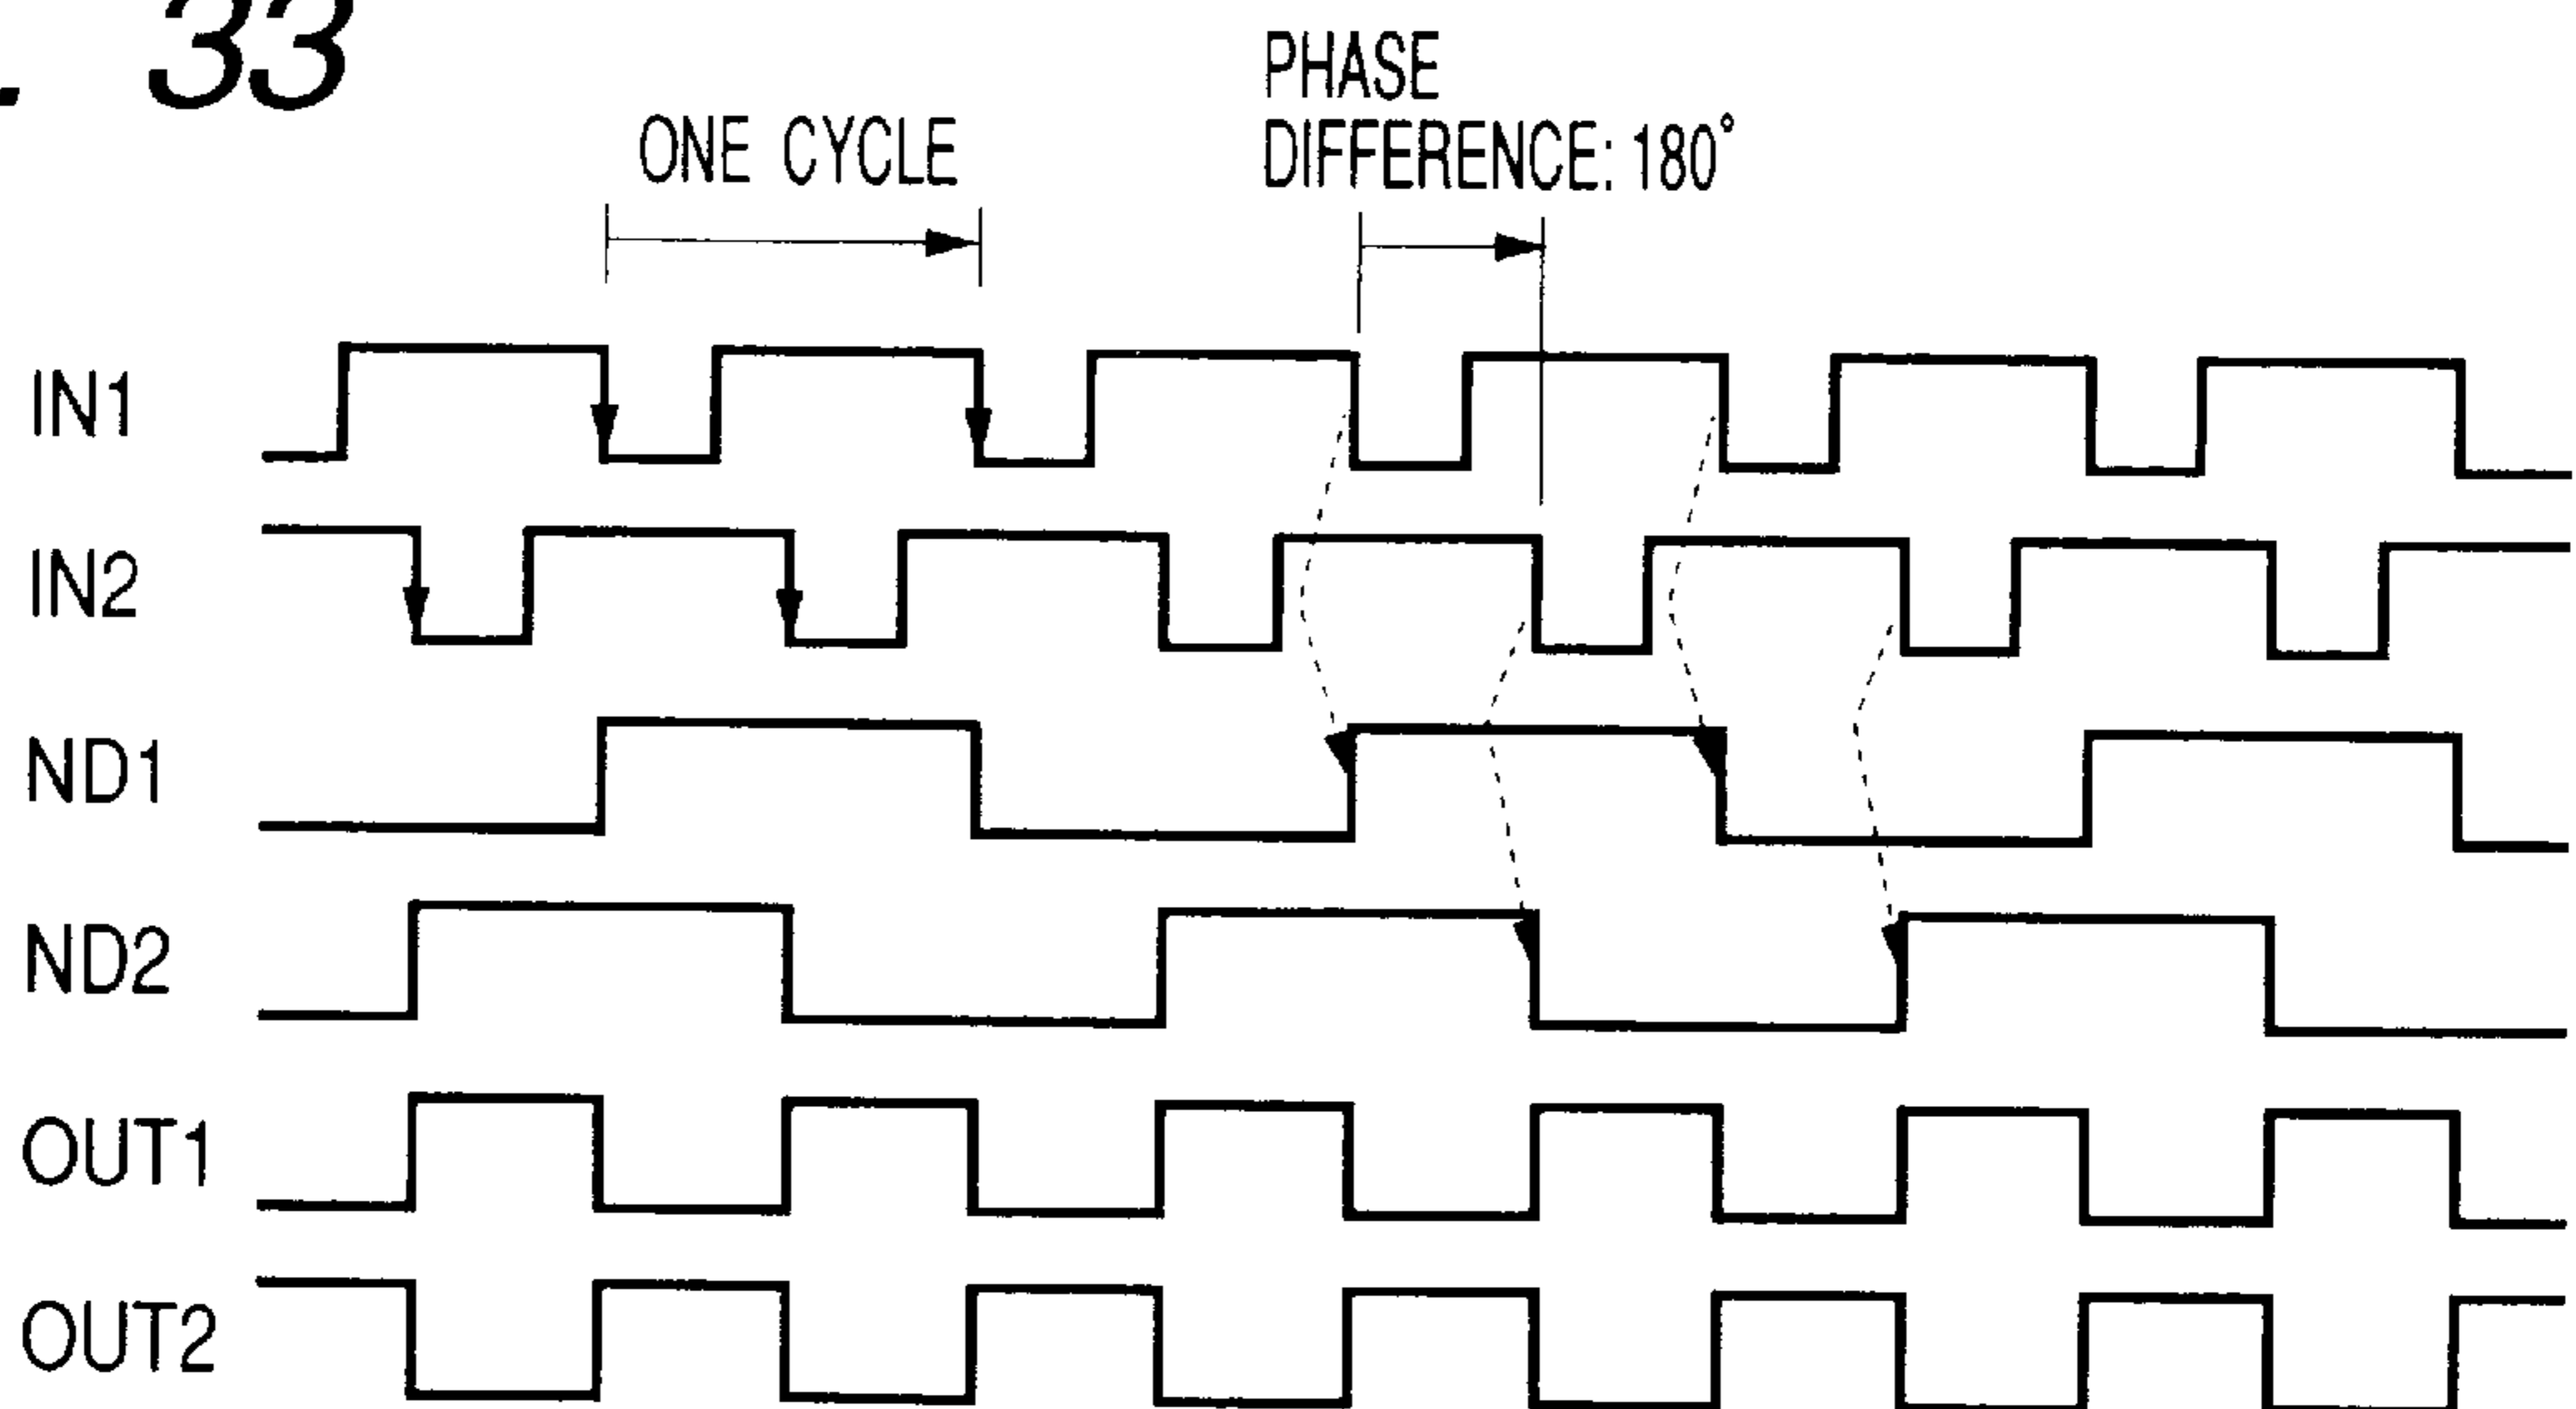 . 33
ONE CYCLE
PHASE
DIFFERENCE: 180°
IN1
IN2
ND1
ND2
OUT1
OUT2